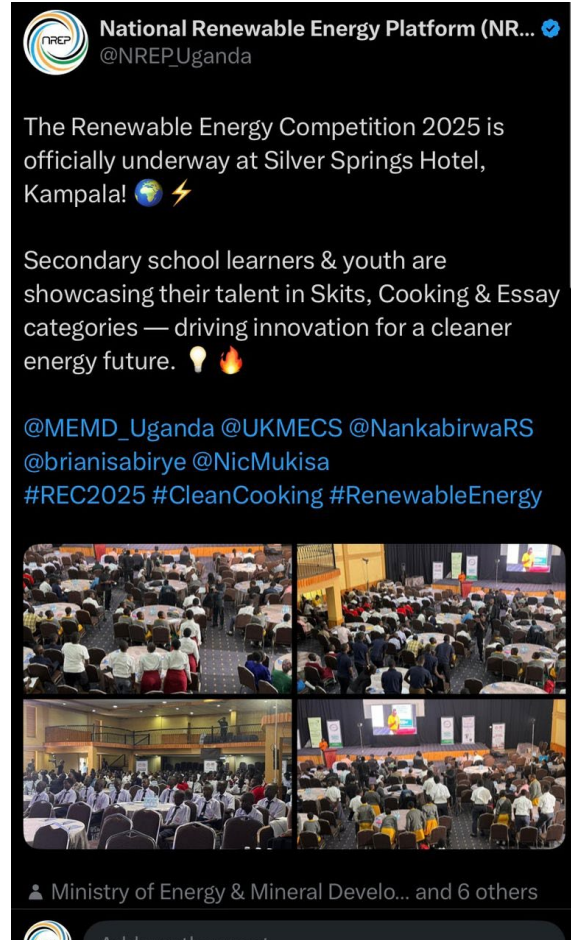 NREP
National Renewable Energy Platform (NR...
@NREP_Uganda
The Renewable Energy Competition 2025 is
officially underway at Silver Springs Hotel,
Kampala! 🌍 ⚡
Secondary school learners & youth are
showcasing their talent in Skits, Cooking & Essay
categories — driving innovation for a cleaner
energy future. 💡 🔥
@MEMD_Uganda @UKMECS @NankabirwaRS
@brianisabirye @NicMukisa
#REC2025 #CleanCooking #RenewableEnergy
Ministry of Energy & Mineral Develo... and 6 others